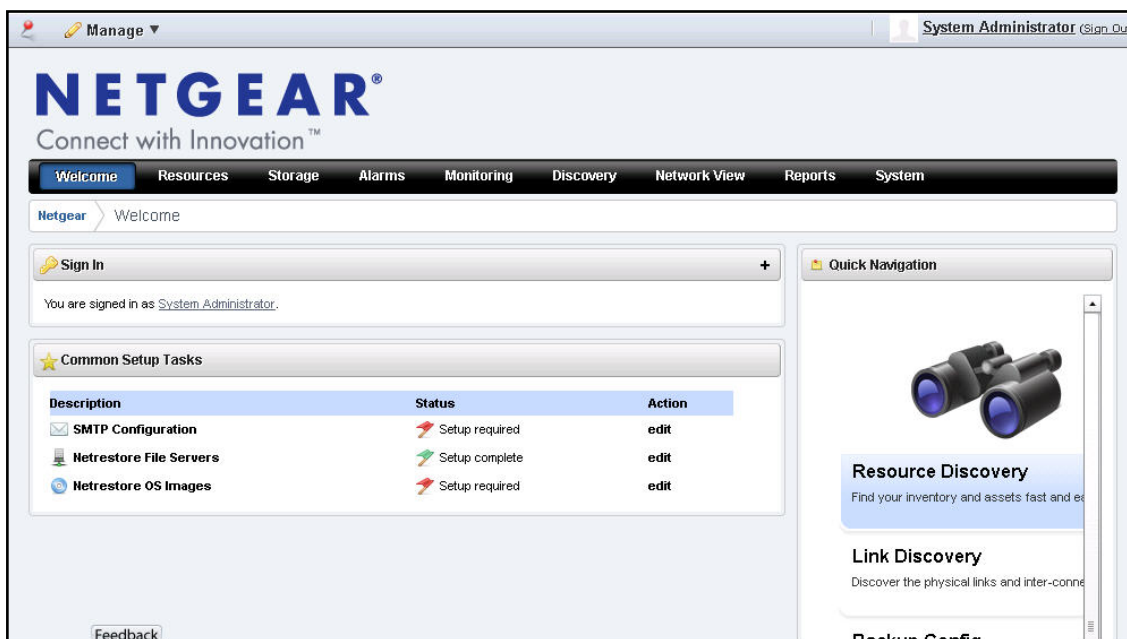 Manage ▼
System Administrator (Sign Ou
NETGEAR®
Connect with Innovation™
Welcome Resources Storage Alarms Monitoring Discovery Network View Reports System
Netgear Welcome
Sign In +
Quick Navigation
You are signed in as System Administrator.
Common Setup Tasks
Description Status Action
SMTP Configuration Setup required edit
Netrestore File Servers Setup complete edit
Netrestore OS Images Setup required edit
Resource Discovery
Find your inventory and assets fast and ea
Link Discovery
Discover the physical links and inter-conne
Backup Config
Feedback